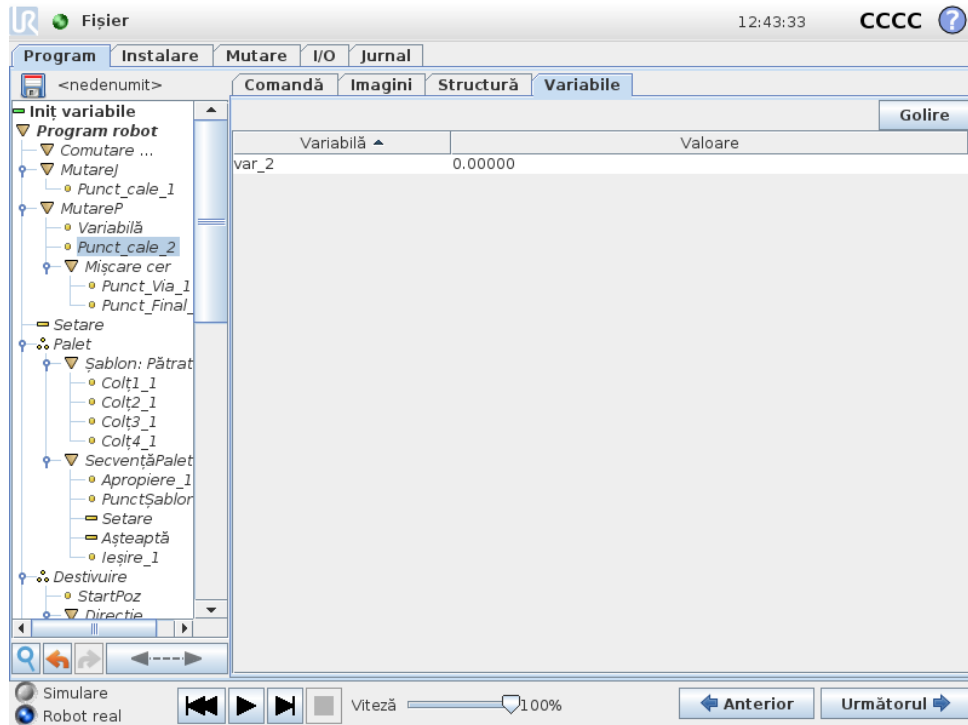 UR Fișier 12:43:33 CCCC ?
Program Instalare Mutare I/O Jurnal
<nedenumit> Comandă Imagini Structură Variabile
Init variabile
Golire
Program robot
Variabilă Valoare
Comutare ...
var_2 0.00000
MutareJ
Punct_cale_1
MutareP
Variabilă
Punct_cale_2
Mișcare cer
Punct_Via_1
Punct_Final_
Setare
Palet
Șablon: Pătrat
Colț1_1
Colț2_1
Colț3_1
Colț4_1
SecvențăPalet
Apropiere_1
PunctȘablon
Setare
Așteaptă
Ieșire_1
Destivuire
StartPoz
Direcție
Simulare
Robot real
Viteză 100%
Anterior Următorul